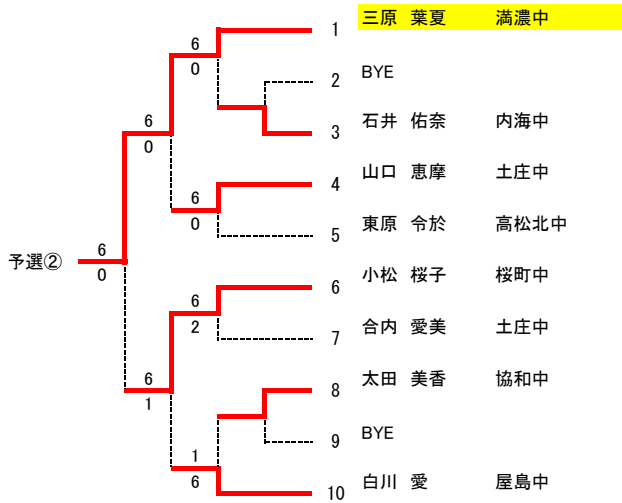 1 三原 葉夏 満濃中
6
0
2 BYE
6
0
3 石井 佑奈 内海中
4 山口 恵摩 土庄中
6
0
5 東原 令於 高松北中
予選②
6
0
6 小松 桜子 桜町中
6
2
7 合内 愛美 土庄中
6
1
8 太田 美香 協和中
9 BYE
1
6
10 白川 愛 屋島中